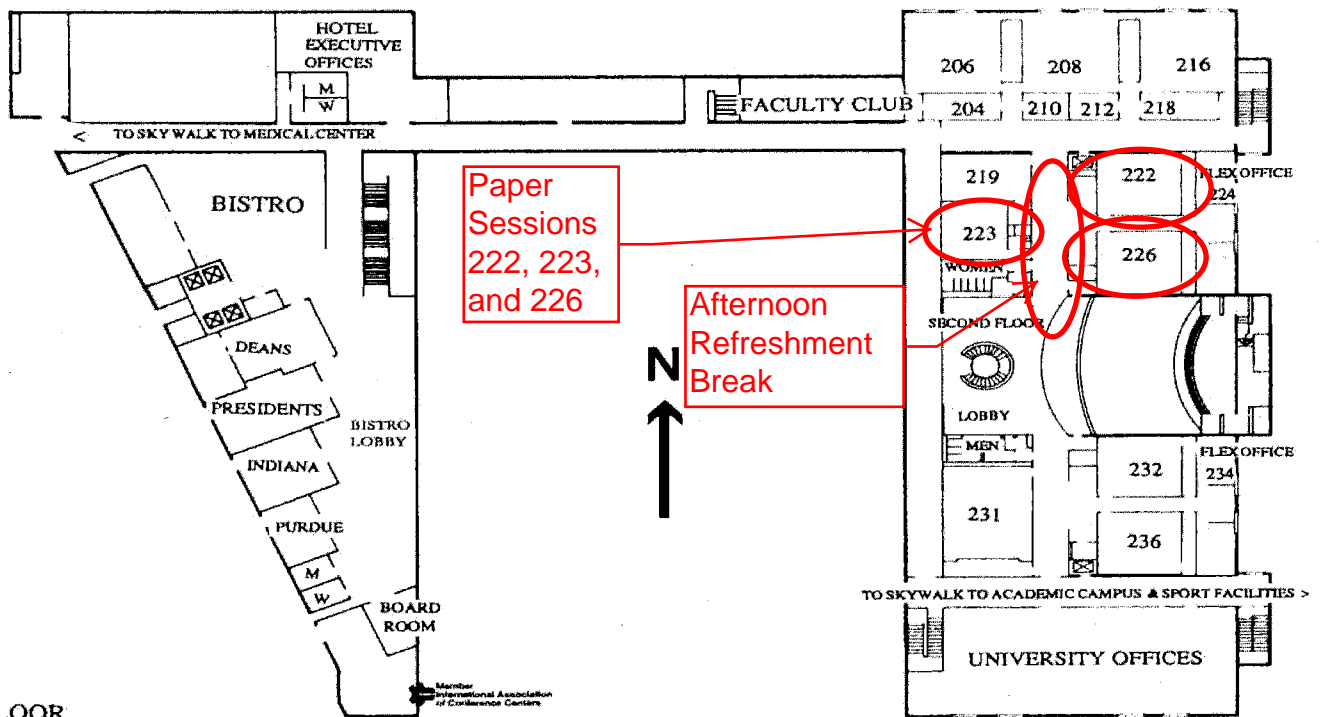 HOTEL
EXECUTIVE
OFFICES
M
W
FACULTY CLUB
206
208
216
204
210
212
218
< TO SKYWALK TO MEDICAL CENTER
BISTRO
Paper
Sessions
222, 223,
and 226
219
222
FLEX OFFICE
224
223
226
WOMEN
Afternoon
Refreshment
Break
SECOND FLOOR
LOBBY
N
DEANS
PRESIDENTS
BISTRO
LOBBY
INDIANA
PURDUE
M
W
BOARD
ROOM
MEN
232
FLEX OFFICE
234
231
236
TO SKYWALK TO ACADEMIC CAMPUS & SPORT FACILITIES >
UNIVERSITY OFFICES
Member
International Association
of Conference Centers
OOR